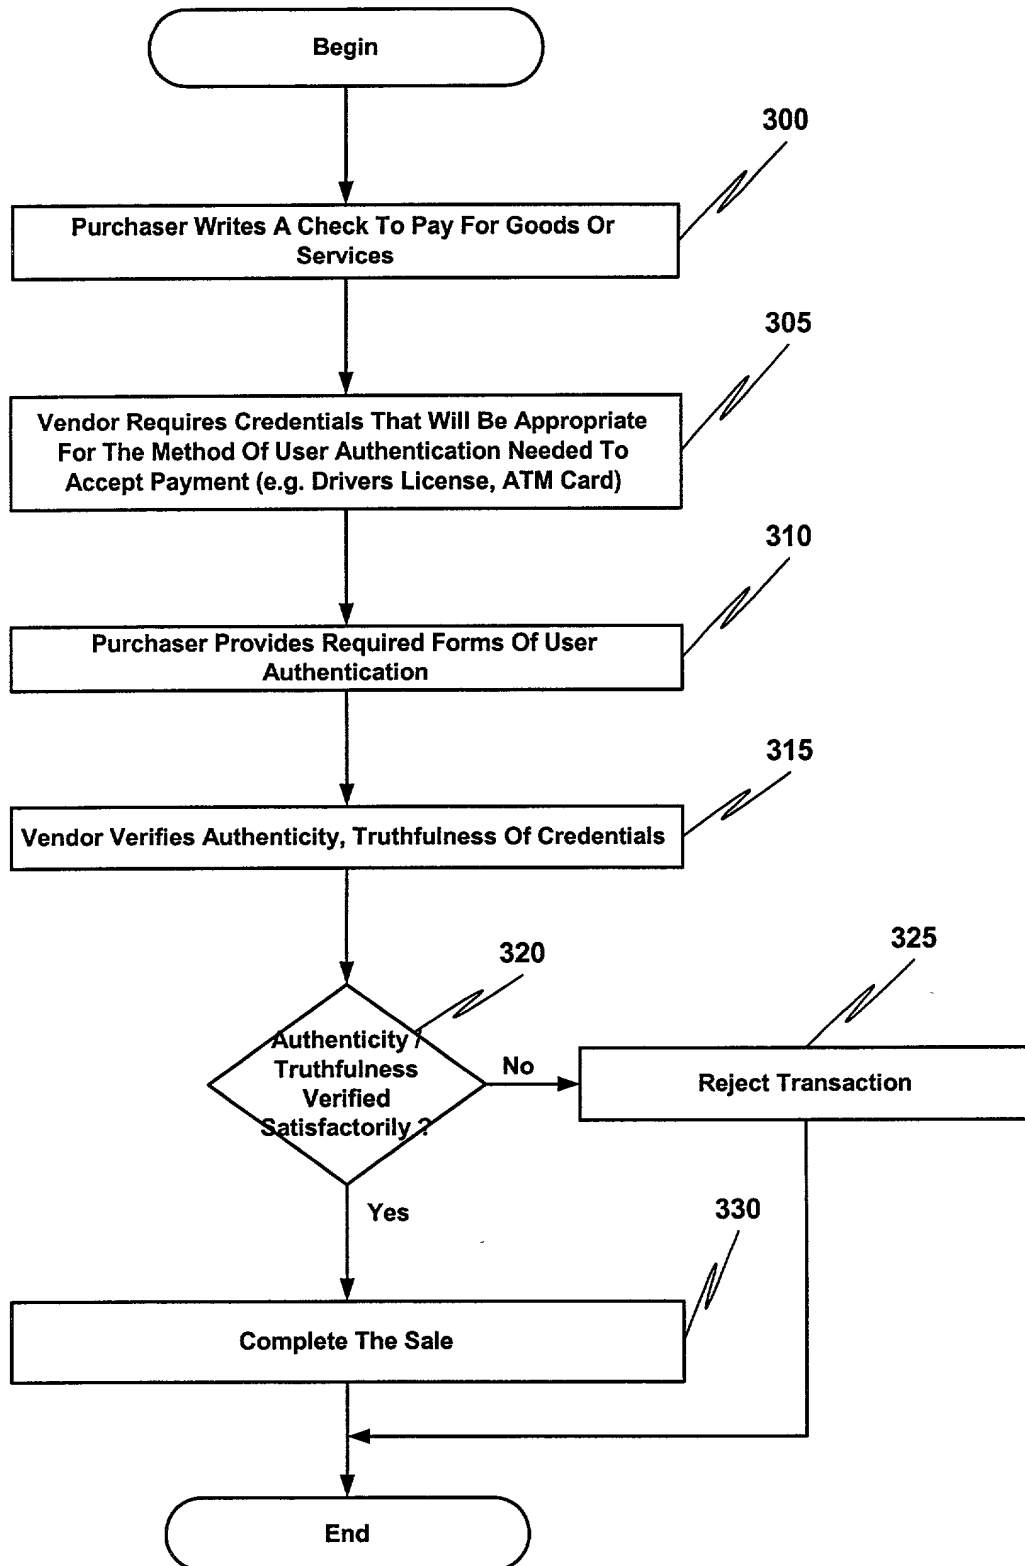 Begin
300
Purchaser Writes A Check To Pay For Goods Or
Services
305
Vendor Requires Credentials That Will Be Appropriate
For The Method Of User Authentication Needed To
Accept Payment (e.g. Drivers License, ATM Card)
310
Purchaser Provides Required Forms Of User
Authentication
315
Vendor Verifies Authenticity, Truthfulness Of Credentials
320
325
Authenticity /
Truthfulness
Verified
Satisfactorily ?
No
Reject Transaction
Yes
330
Complete The Sale
End